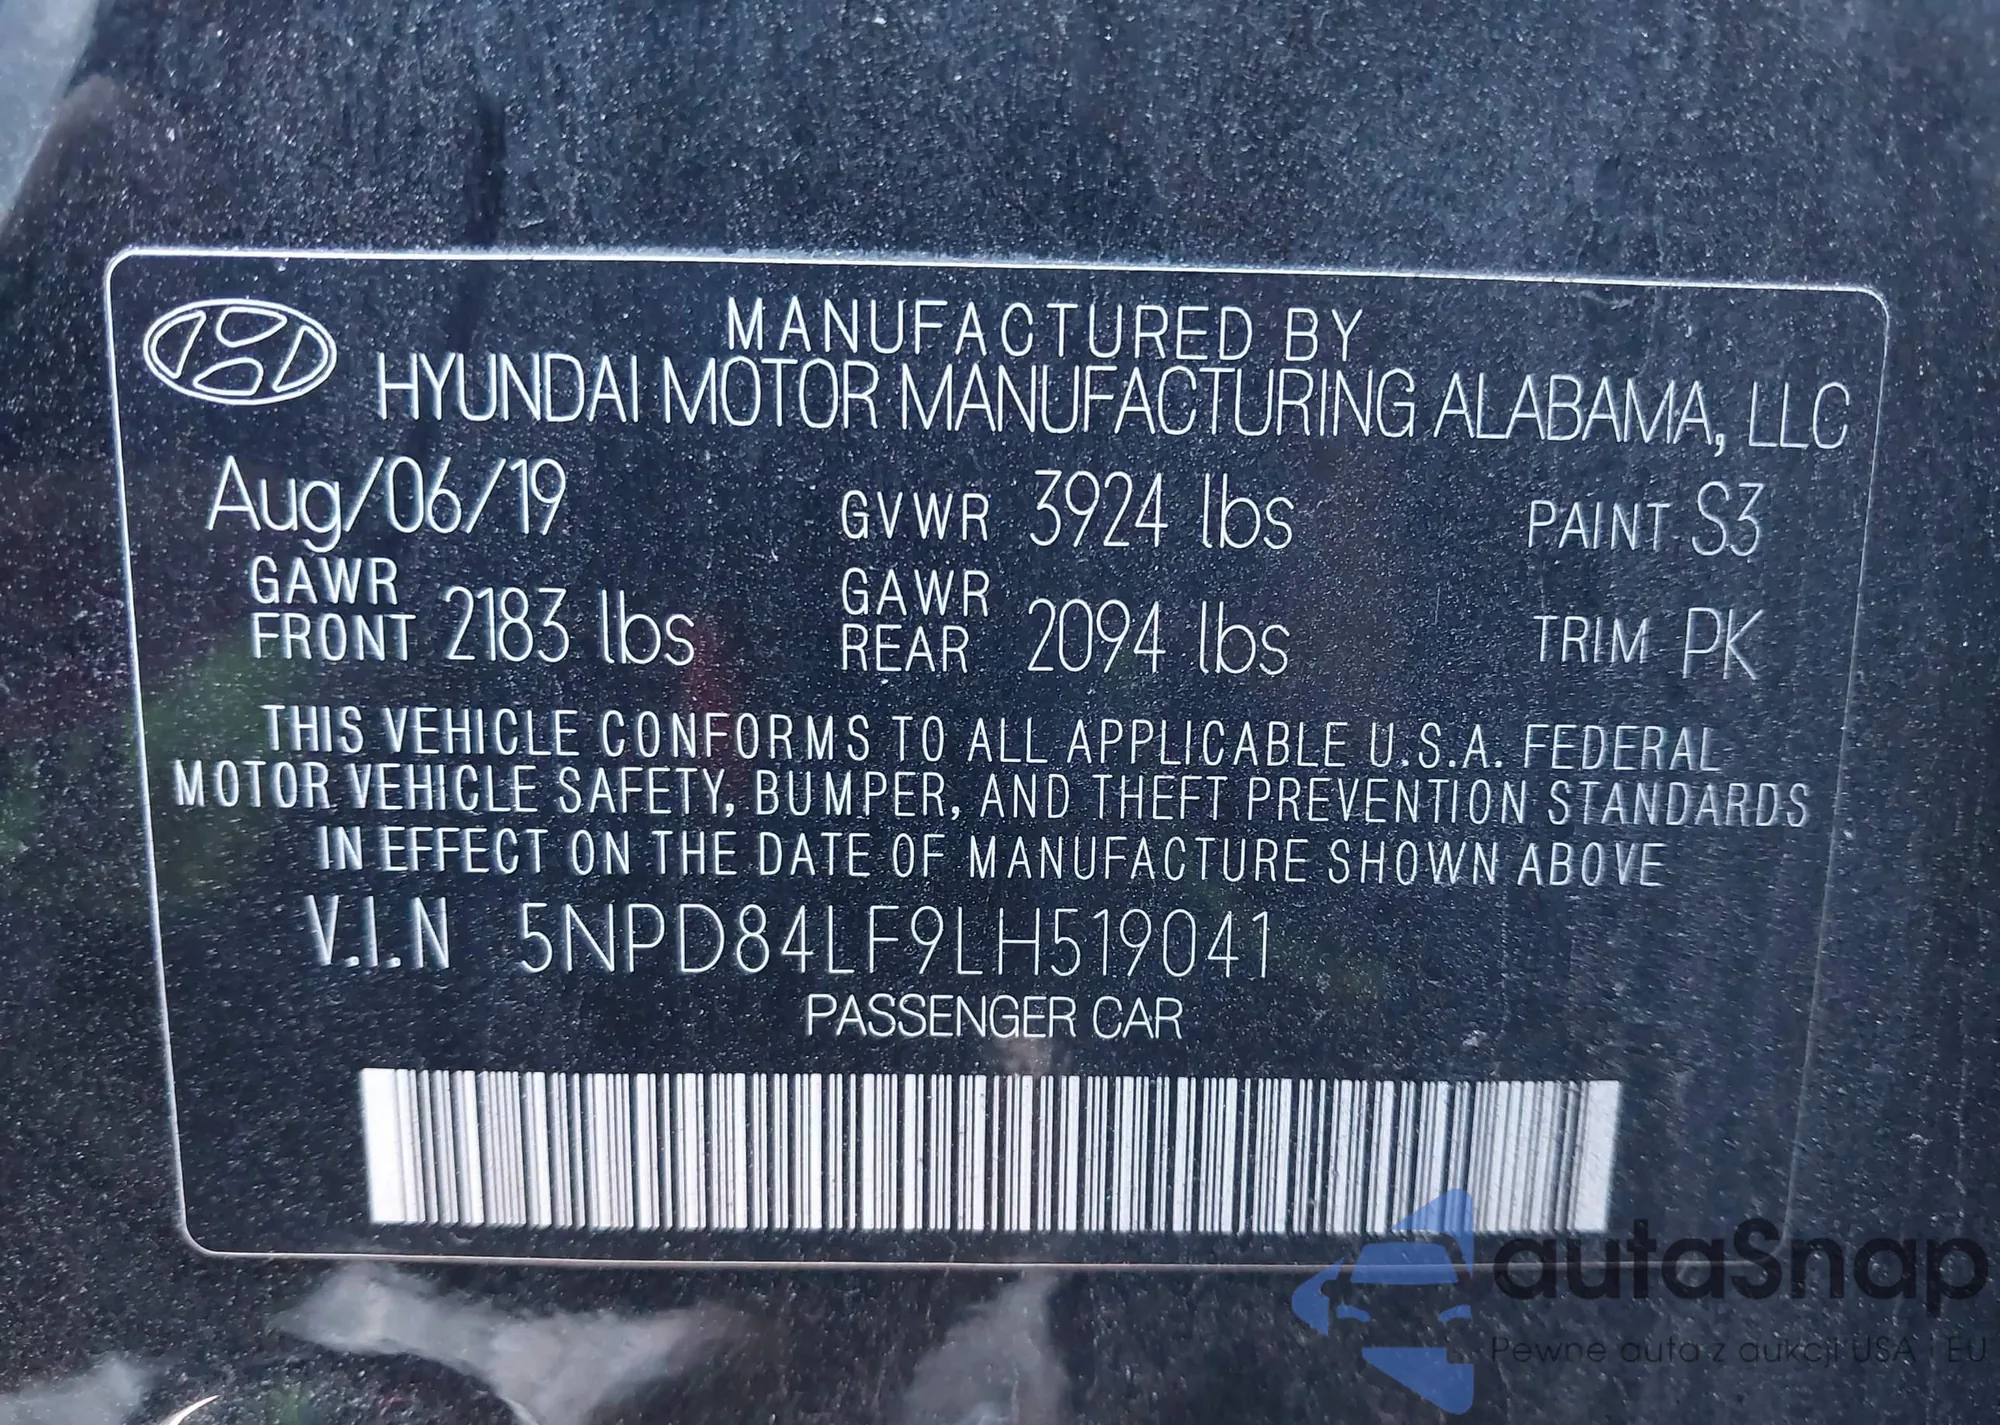 MANUFACTURED BY
HYUNDAI MOTOR MANUFACTURING ALABAMA, LLC
Aug/06/19 GVWR 3924 lbs PAINT S3
GAWR FRONT 2183 lbs GAWR REAR 2094 lbs TRIM PK
THIS VEHICLE CONFORMS TO ALL APPLICABLE U.S.A. FEDERAL
MOTOR VEHICLE SAFETY, BUMPER, AND THEFT PREVENTION STANDARDS
IN EFFECT ON THE DATE OF MANUFACTURE SHOWN ABOVE
V.I.N 5NPD84LF9LH519041
PASSENGER CAR
autaSnap
Pewne auta z aukcji USA i EU